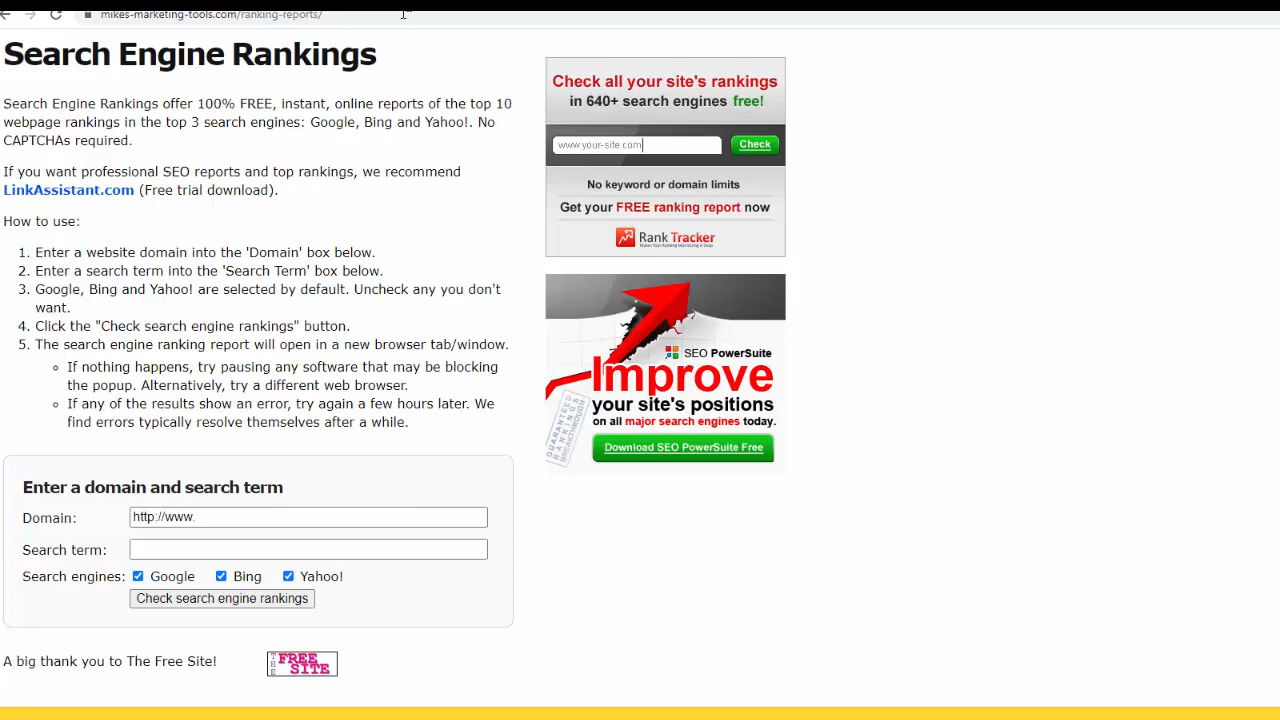 mikes-marketing-tools.com/ranking-reports/
Search Engine Rankings
Search Engine Rankings offer 100% FREE, instant, online reports of the top 10
webpage rankings in the top 3 search engines: Google, Bing and Yahoo!. No
CAPTCHAs required.
If you want professional SEO reports and top rankings, we recommend
LinkAssistant.com (Free trial download).
How to use:
1. Enter a website domain into the 'Domain' box below.
2. Enter a search term into the 'Search Term' box below.
3. Google, Bing and Yahoo! are selected by default. Uncheck any you don't
want.
4. Click the "Check search engine rankings" button.
5. The search engine ranking report will open in a new browser tab/window.
If nothing happens, try pausing any software that may be blocking
the popup. Alternatively, try a different web browser.
If any of the results show an error, try again a few hours later. We
find errors typically resolve themselves after a while.
Enter a domain and search term
Domain: http://www.
Search term:
Search engines: Google Bing Yahoo!
Check search engine rankings
A big thank you to The Free Site!
THE FREE SITE
Check all your site's rankings
in 640+ search engines free!
www.your-site.com Check
No keyword or domain limits
Get your FREE ranking report now
Rank Tracker
SEO PowerSuite
Improve
your site's positions
on all major search engines today.
GUARANTEED
RANKINGS
BREAKTHROUGH
Download SEO PowerSuite Free